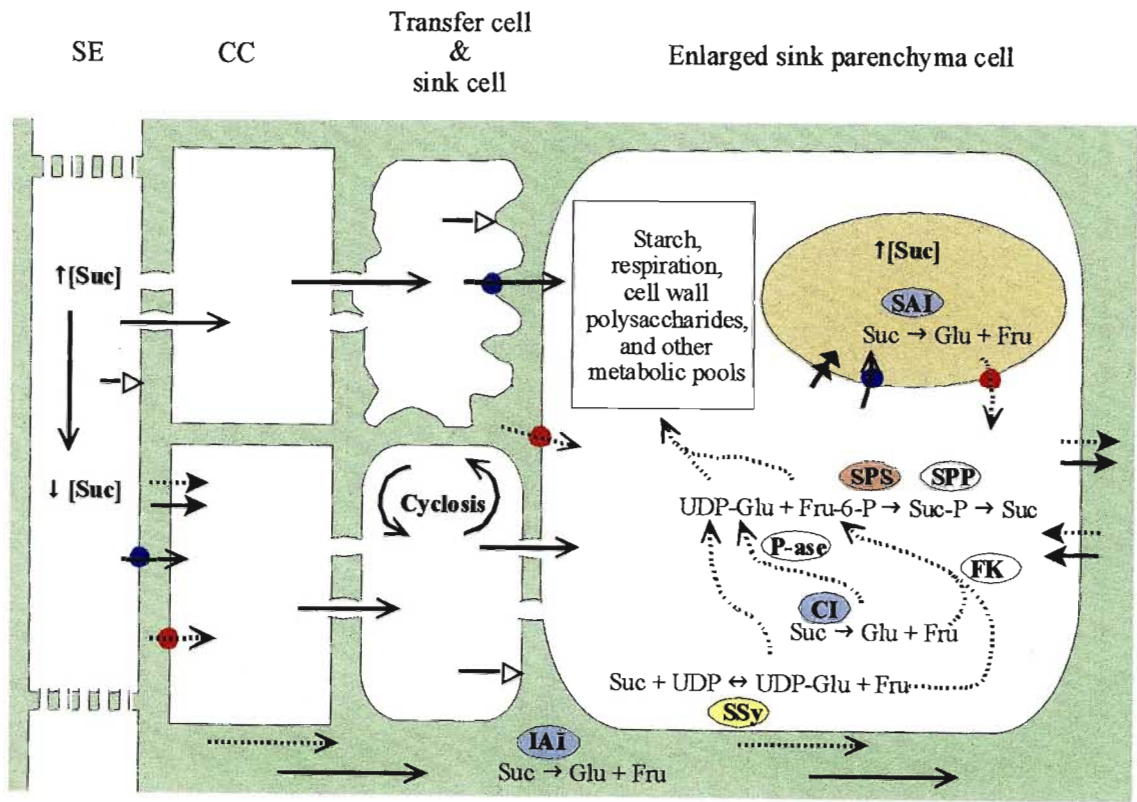 SE
CC
Transfer cell
&
sink cell
Enlarged sink parenchyma cell
↑[Suc]
↓ [Suc]
Cyclosis
Starch,
respiration,
cell wall
polysaccharides,
and other
metabolic pools
↑[Suc]
SAI
Suc → Glu + Fru
SPS
SPP
UDP-Glu + Fru-6-P → Suc-P → Suc
P-ase
FK
CI
Suc → Glu + Fru
Suc + UDP ↔ UDP-Glu + Fru
SSy
IAI
Suc → Glu + Fru